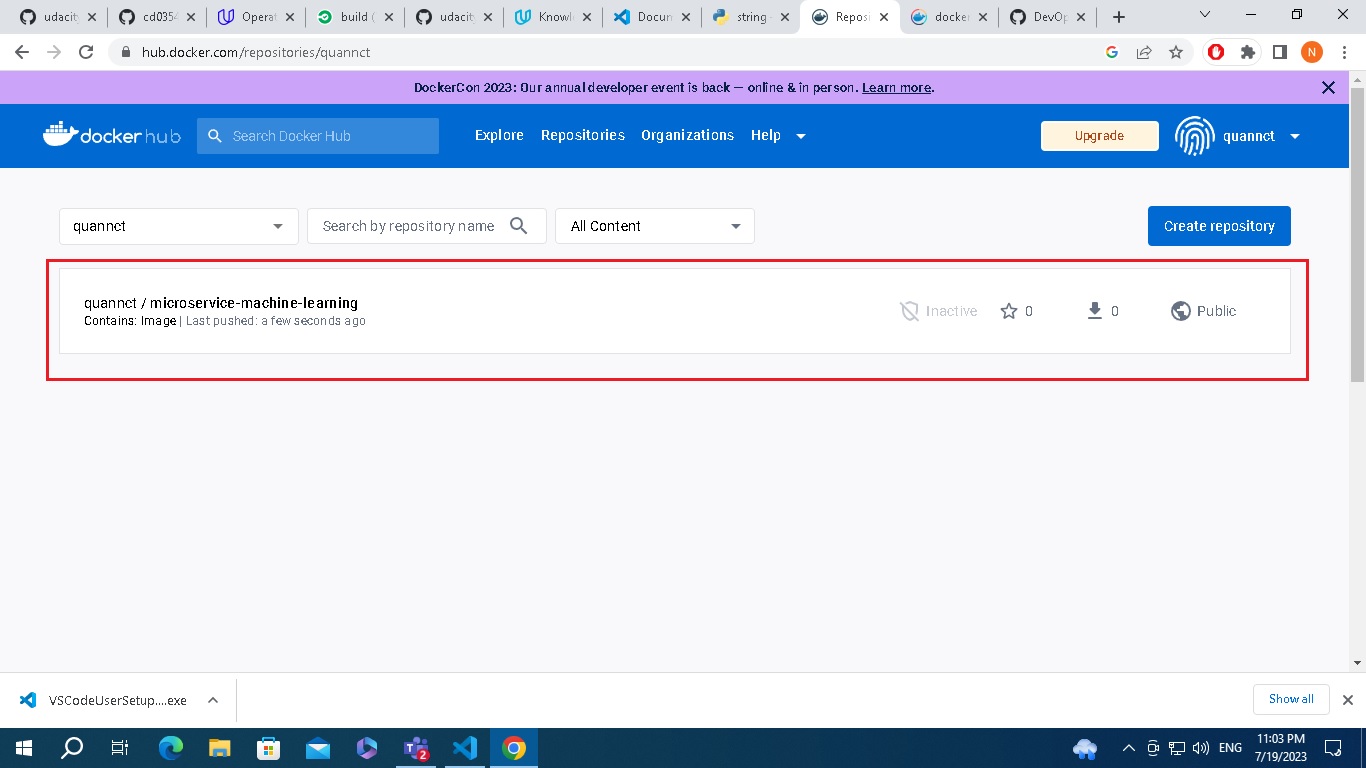 udacity
cd0354
Operat
build (
udacity
Knowl
Docum
string -
Reposi
docker
DevOp
hub.docker.com/repositories/quannct
N
DockerCon 2023: Our annual developer event is back — online & in person. Learn more.
dockerhub
Search Docker Hub
Explore
Repositories
Organizations
Help
Upgrade
quannct
quannct
Search by repository name
All Content
Create repository
quannct / microservice-machine-learning
Contains: Image | Last pushed: a few seconds ago
Inactive
0
0
Public
VSCodeUserSetup....exe
Show all
2
ENG
11:03 PM
7/19/2023